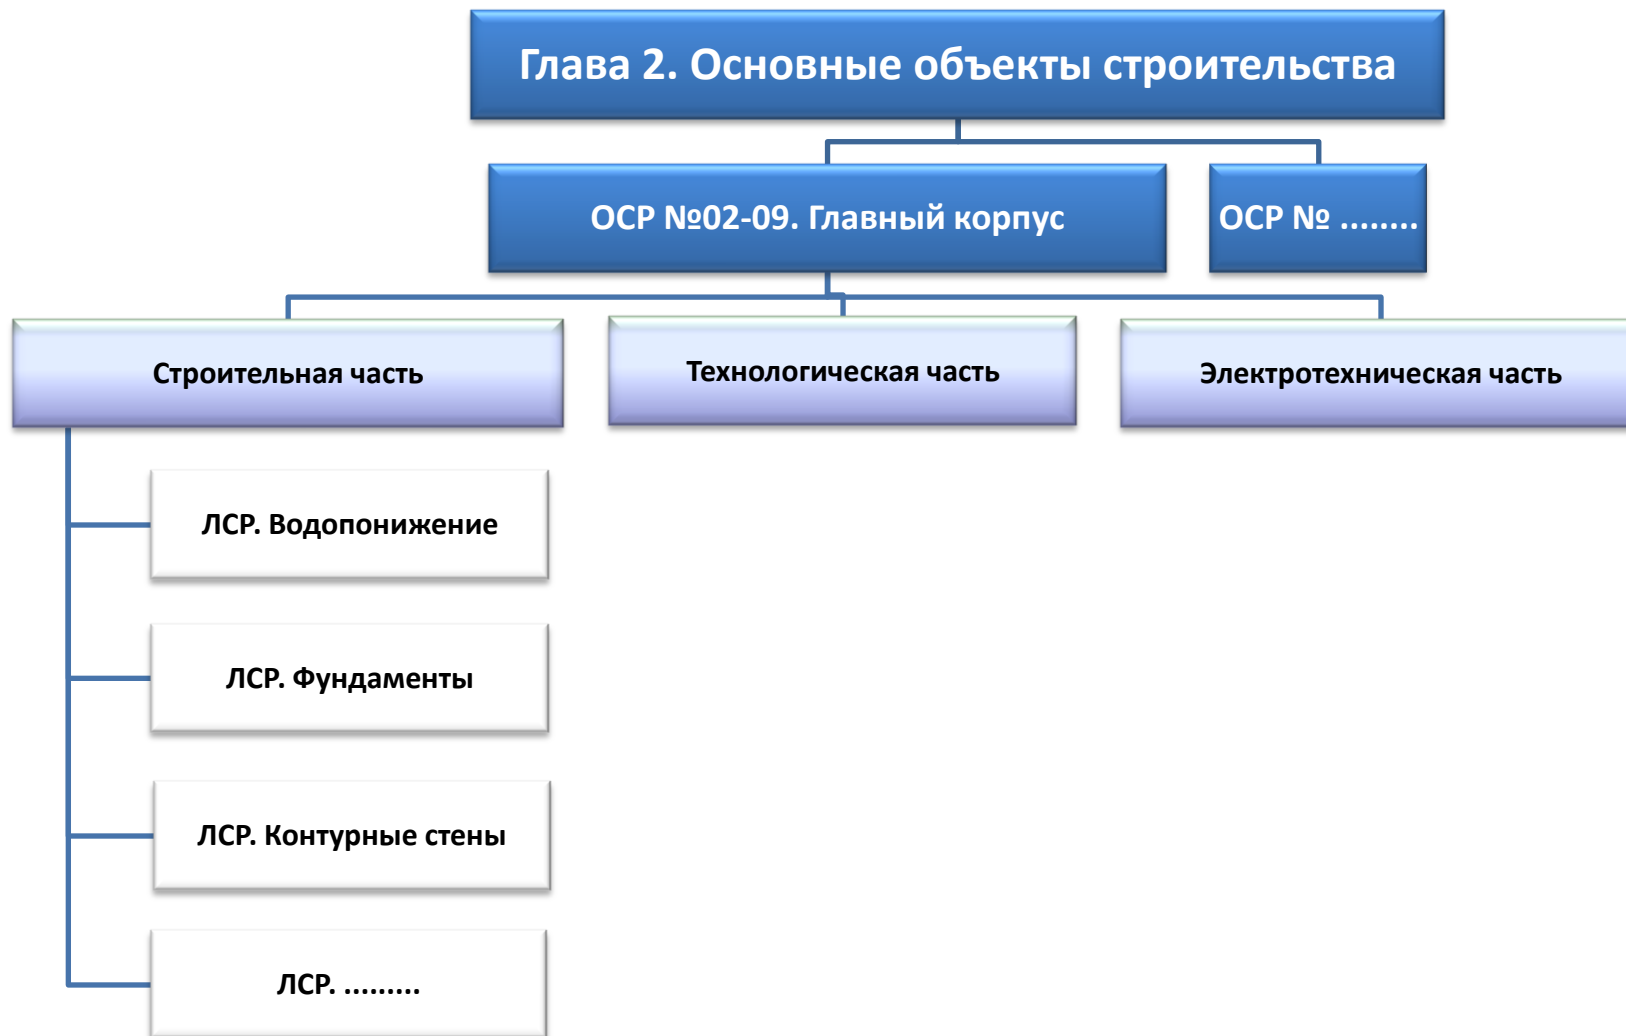 Глава 2. Основные объекты строительства
ОСР №02-09. Главный корпус
ОСР № ........
Строительная часть
Технологическая часть
Электротехническая часть
ЛСР. Водопонижение
ЛСР. Фундаменты
ЛСР. Контурные стены
ЛСР. .........